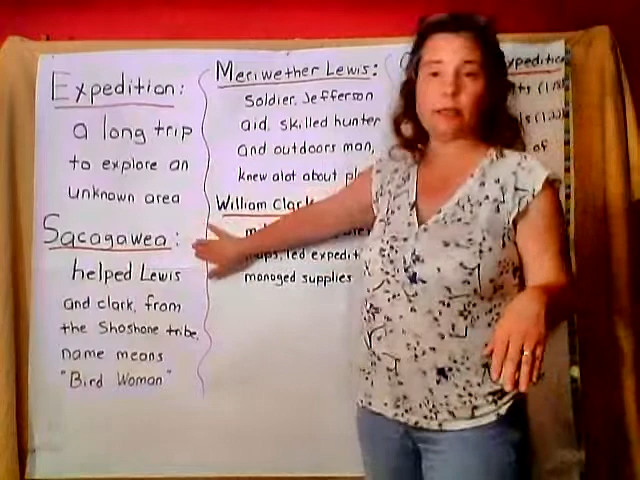 Expedition:
a long trip
to explore an
unknown area
Sacagawea:
helped Lewis
and clark, from
the Shoshone tribe,
name means
"Bird Woman"
Meriwether Lewis:
Soldier, Jefferson
aid, skilled hunter
and outdoors man,
knew alot about
William Clark
maps, led
managed supplies
of